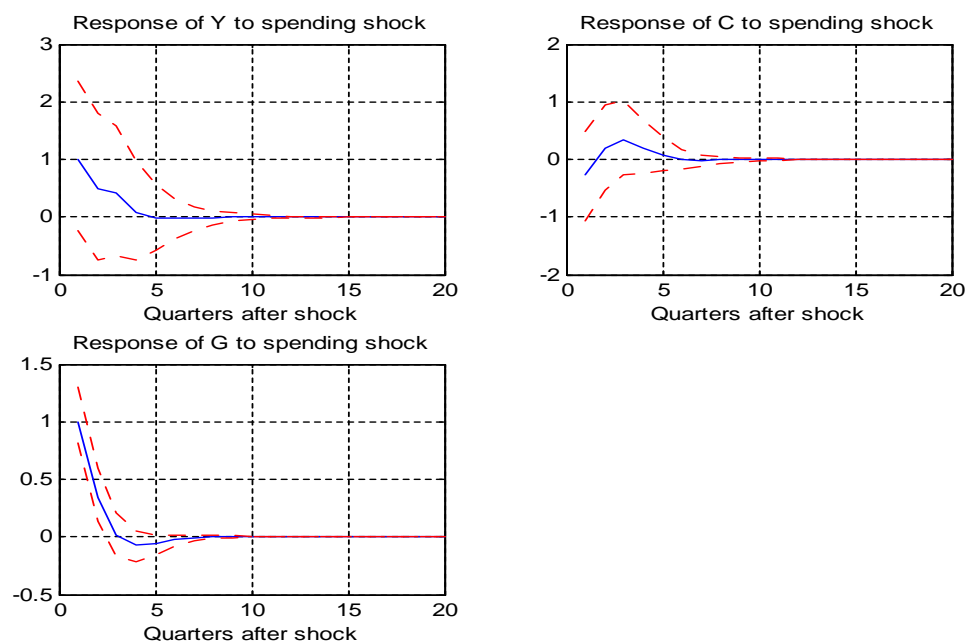 Response of Y to spending shock
3
2
1
0
-1
0 5 10 15 20
Quarters after shock
Response of C to spending shock
2
1
0
-1
-2
0 5 10 15 20
Quarters after shock
Response of G to spending shock
1.5
1
0.5
0
-0.5
0 5 10 15 20
Quarters after shock